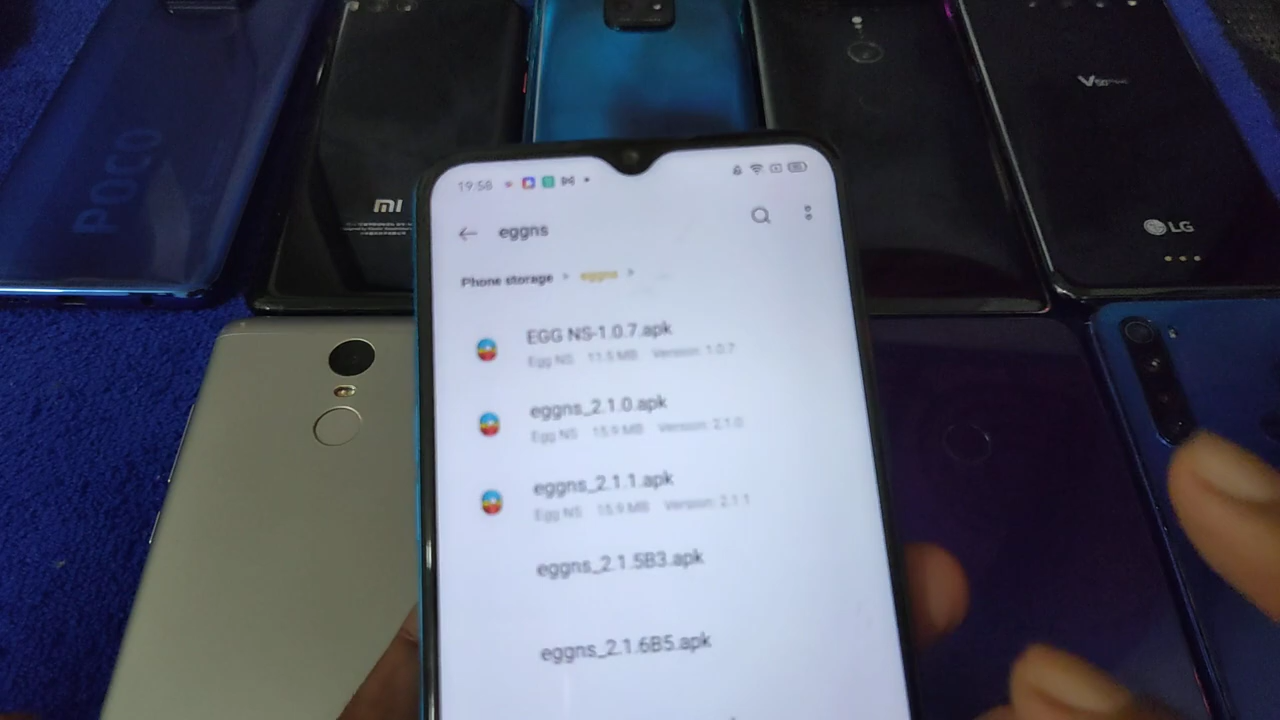 POCO
mi
V50 ThinQ
LG
19:58
eggns
Phone storage > eggns >
EGG NS-1.0.7.apk
Egg NS 11.5 MB Version: 1.0.7
eggns_2.1.0.apk
Egg NS 15.9 MB Version: 2.1.0
eggns_2.1.1.apk
Egg NS 15.9 MB Version: 2.1.1
eggns_2.1.5B3.apk
eggns_2.1.6B5.apk